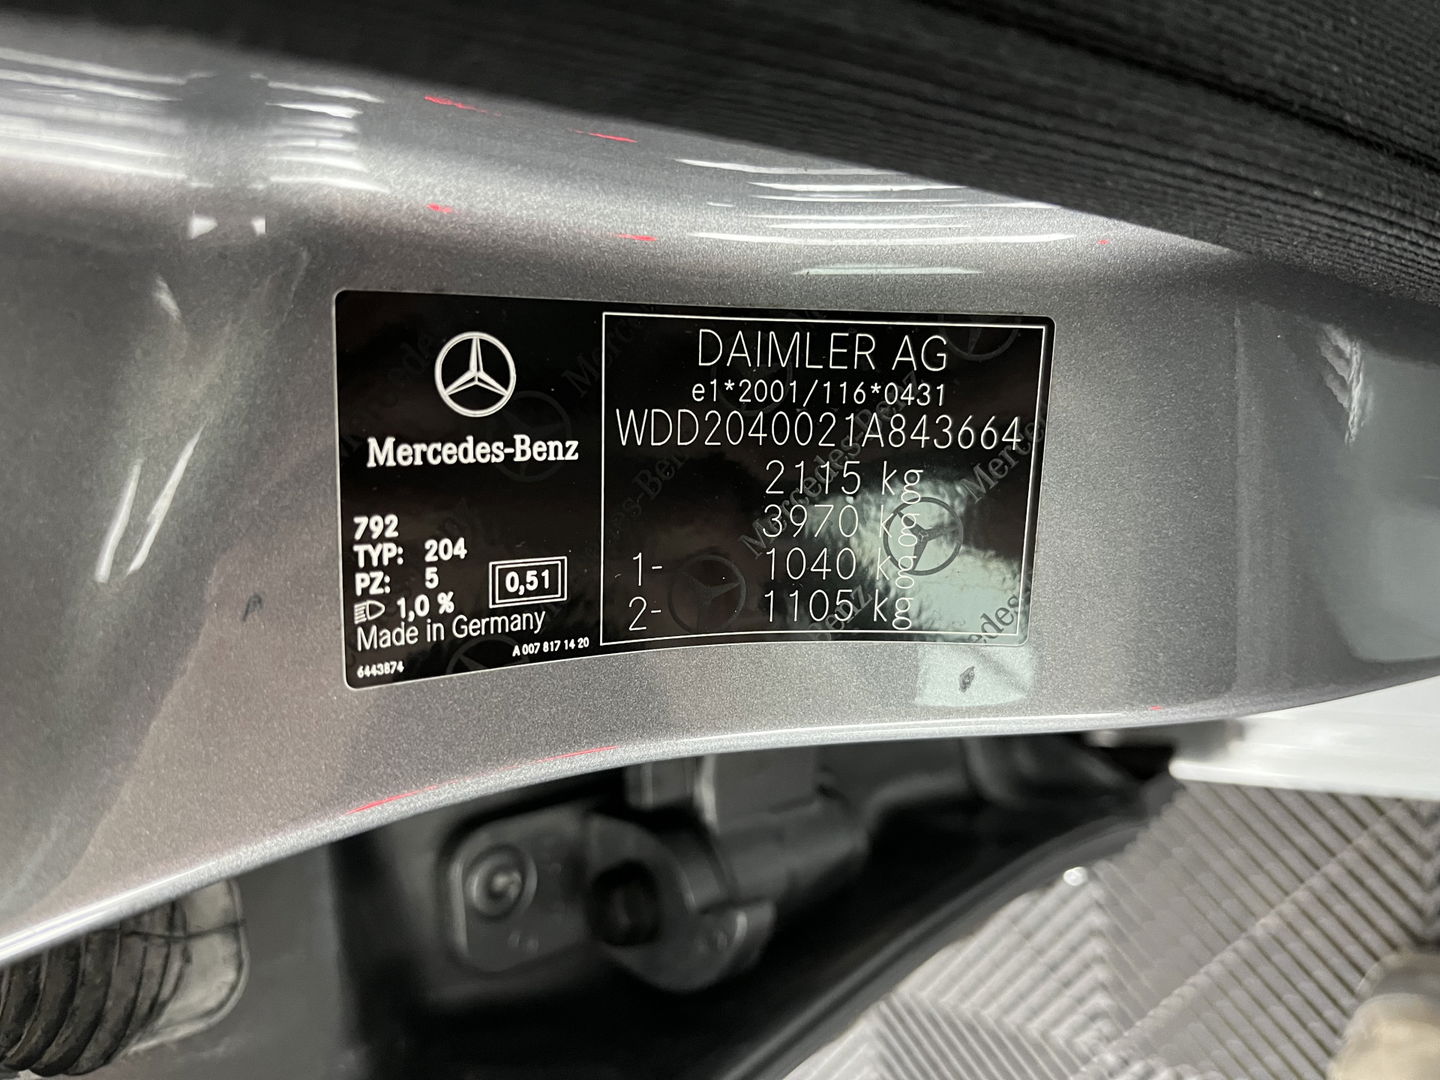 Mercedes-Benz
792
TYP: 204
PZ: 5
1,0 %
0,51
Made in Germany
6443874
A 007 817 14 20
DAIMLER AG
e1*2001/116*0431
WDD2040021A843664
2115 kg
3970 kg
1- 1040 kg
2- 1105 kg